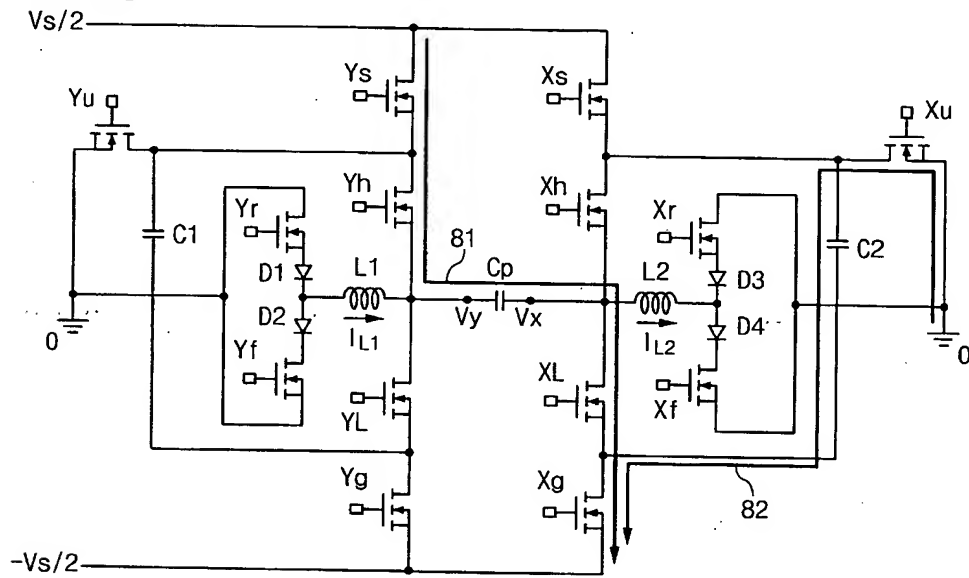 Vs/2
Ys
Xs
Yu
Xu
Yh
Xh
Yr
Xr
C1
C2
81
D1
L1
Cp
L2
D3
D2
Vy
Vx
D4
IL1
IL2
0
0
Yf
YL
XL
Xf
Yg
Xg
82
-Vs/2